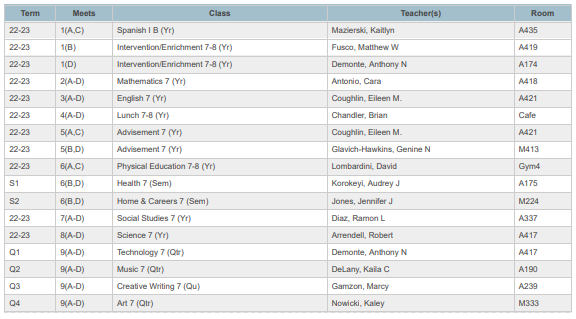 Term Meets Class Teacher(s) Room
22-23 1(A,C) Spanish I B (Yr) Mazierski, Kaitlyn A435
22-23 1(B) Intervention/Enrichment 7-8 (Yr) Fusco, Matthew W A419
22-23 1(D) Intervention/Enrichment 7-8 (Yr) Demonte, Anthony N A174
22-23 2(A-D) Mathematics 7 (Yr) Antonio, Cara A418
22-23 3(A-D) English 7 (Yr) Coughlin, Eileen M. A421
22-23 4(A-D) Lunch 7-8 (Yr) Chandler, Brian Cafe
22-23 5(A,C) Advisement 7 (Yr) Coughlin, Eileen M. A421
22-23 5(B,D) Advisement 7 (Yr) Glavich-Hawkins, Genine N M413
22-23 6(A,C) Physical Education 7-8 (Yr) Lombardini, David Gym4
S1 6(B,D) Health 7 (Sem) Korokeyi, Audrey J A175
S2 6(B,D) Home & Careers 7 (Sem) Jones, Jennifer J M224
22-23 7(A-D) Social Studies 7 (Yr) Diaz, Ramon L A337
22-23 8(A-D) Science 7 (Yr) Arrendell, Robert A417
Q1 9(A-D) Technology 7 (Qtr) Demonte, Anthony N A417
Q2 9(A-D) Music 7 (Qtr) DeLany, Kaila C A190
Q3 9(A-D) Creative Writing 7 (Qu) Gamzon, Marcy A239
Q4 9(A-D) Art 7 (Qtr) Nowicki, Kaley M333